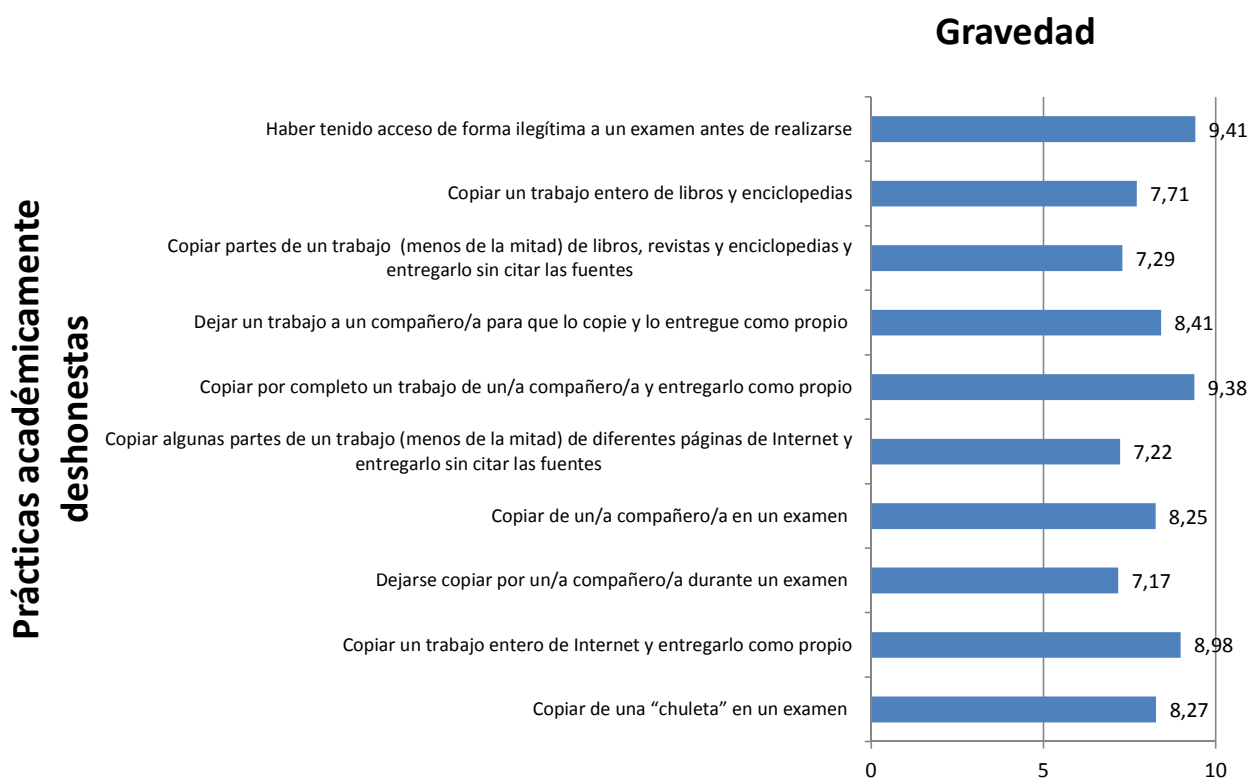 Gravedad
Prácticas académicamente
deshonestas
Haber tenido acceso de forma ilegítima a un examen antes de realizarse
9,41
Copiar un trabajo entero de libros y enciclopedias
7,71
Copiar partes de un trabajo (menos de la mitad) de libros, revistas y enciclopedias y
entregarlo sin citar las fuentes
7,29
Dejar un trabajo a un compañero/a para que lo copie y lo entregue como propio
8,41
Copiar por completo un trabajo de un/a compañero/a y entregarlo como propio
9,38
Copiar algunas partes de un trabajo (menos de la mitad) de diferentes páginas de Internet y
entregarlo sin citar las fuentes
7,22
Copiar de un/a compañero/a en un examen
8,25
Dejarse copiar por un/a compañero/a durante un examen
7,17
Copiar un trabajo entero de Internet y entregarlo como propio
8,98
Copiar de una “chuleta” en un examen
8,27
0 5 10